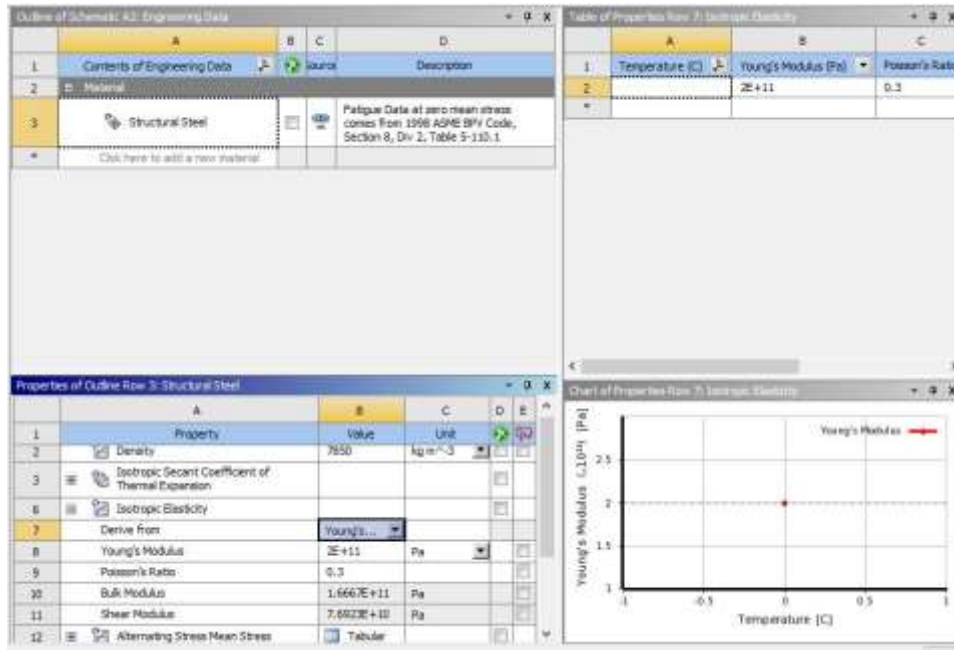 Outline of Schematic A2: Engineering Data
A B C D
1 Contents of Engineering Data Source Description
2 Material
3 Structural Steel Fatigue Data at zero mean stress
comes from 1998 ASME BPV Code,
Section 8, Div 2, Table 5-110.1
* Click here to add a new material
Table of Properties Row 7: Isotropic Elasticity
A B C
1 Temperature (C) Young's Modulus (Pa) Poisson's Ratio
2 2E+11 0.3
*
Properties of Outline Row 3: Structural Steel
A B C D E
1 Property Value Unit
2 Density 7850 kg m^-3
3 Isotropic Secant Coefficient of
Thermal Expansion
6 Isotropic Elasticity
7 Derive from Young's...
8 Young's Modulus 2E+11 Pa
9 Poisson's Ratio 0.3
10 Bulk Modulus 1.6667E+11 Pa
11 Shear Modulus 7.6923E+10 Pa
12 Alternating Stress Mean Stress Tabular
Chart of Properties Row 7: Isotropic Elasticity
Young's Modulus
Young's Modulus (.10¹¹) [Pa]
2.5
2
1.5
1
-1 -0.5 0 0.5 1
Temperature [C]